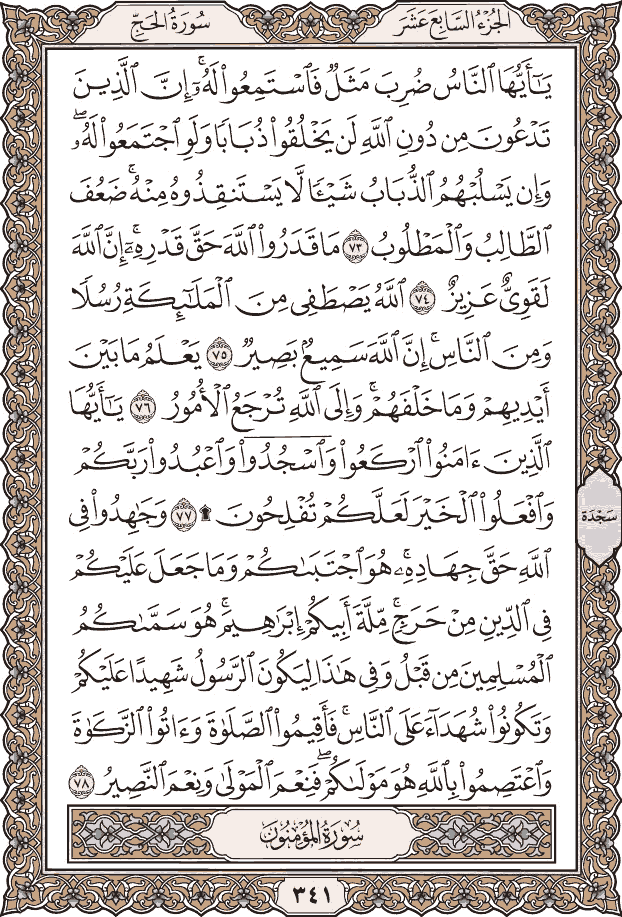 الجزء السابع عشر
سورة الحج
يَـٰٓأَيُّهَا ٱلنَّاسُ ضُرِبَ مَثَلٌ فَٱسْتَمِعُوا۟ لَهُۥٓ ۚ إِنَّ ٱلَّذِينَ
تَدْعُونَ مِن دُونِ ٱللَّهِ لَن يَخْلُقُوا۟ ذُبَابًا وَلَوِ ٱجْتَمَعُوا۟ لَهُۥ ۖ
وَإِن يَسْلُبْهُمُ ٱلذُّبَابُ شَيْـًٔا لَّا يَسْتَنقِذُوهُ مِنْهُ ۚ ضَعُفَ
ٱلطَّالِبُ وَٱلْمَطْلُوبُ ٧٣ مَا قَدَرُوا۟ ٱللَّهَ حَقَّ قَدْرِهِۦٓ ۚ إِنَّ ٱللَّهَ
لَقَوِىٌّ عَزِيزٌ ٧٤ ٱللَّهُ يَصْطَفِى مِنَ ٱلْمَلَـٰٓئِكَةِ رُسُلًا
وَمِنَ ٱلنَّاسِ ۚ إِنَّ ٱللَّهَ سَمِيعٌۢ بَصِيرٌ ٧٥ يَعْلَمُ مَا بَيْنَ
أَيْدِيهِمْ وَمَا خَلْفَهُمْ ۗ وَإِلَى ٱللَّهِ تُرْجَعُ ٱلْأُمُورُ ٧٦ يَـٰٓأَيُّهَا
ٱلَّذِينَ ءَامَنُوا۟ ٱرْكَعُوا۟ وَٱسْجُدُوا۟ وَٱعْبُدُوا۟ رَبَّكُمْ
وَٱفْعَلُوا۟ ٱلْخَيْرَ لَعَلَّكُمْ تُفْلِحُونَ ۩ ٧٧ وَجَـٰهِدُوا۟ فِى
سجدة
ٱللَّهِ حَقَّ جِهَادِهِۦ ۚ هُوَ ٱجْتَبَىٰكُمْ وَمَا جَعَلَ عَلَيْكُمْ
فِى ٱلدِّينِ مِنْ حَرَجٍ ۚ مِّلَّةَ أَبِيكُمْ إِبْرَٰهِيمَ ۚ هُوَ سَمَّىٰكُمُ
ٱلْمُسْلِمِينَ مِن قَبْلُ وَفِى هَـٰذَا لِيَكُونَ ٱلرَّسُولُ شَهِيدًا عَلَيْكُمْ
وَتَكُونُوا۟ شُهَدَآءَ عَلَى ٱلنَّاسِ ۚ فَأَقِيمُوا۟ ٱلصَّلَوٰةَ وَءَاتُوا۟ ٱلزَّكَوٰةَ
وَٱعْتَصِمُوا۟ بِٱللَّهِ هُوَ مَوْلَىٰكُمْ ۖ فَنِعْمَ ٱلْمَوْلَىٰ وَنِعْمَ ٱلنَّصِيرُ ٧٨
سورة المؤمنون
٣٤١